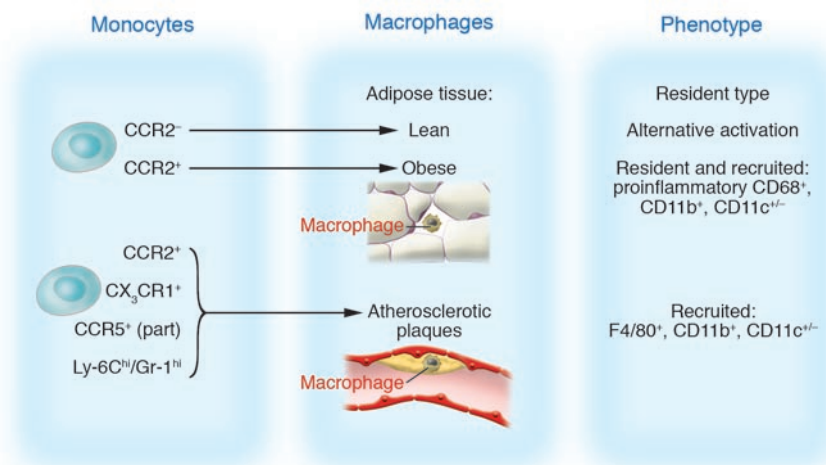 Monocytes
Macrophages
Phenotype
Adipose tissue:
Resident type
CCR2⁻
Lean
Alternative activation
CCR2⁺
Obese
Resident and recruited:
proinflammatory CD68⁺,
CD11b⁺, CD11c⁺/⁻
Macrophage
CCR2⁺
CX₃CR1⁺
CCR5⁺ (part)
Ly-6Cʰⁱ/Gr-1ʰⁱ
Atherosclerotic
plaques
Recruited:
F4/80⁺, CD11b⁺, CD11c⁺/⁻
Macrophage